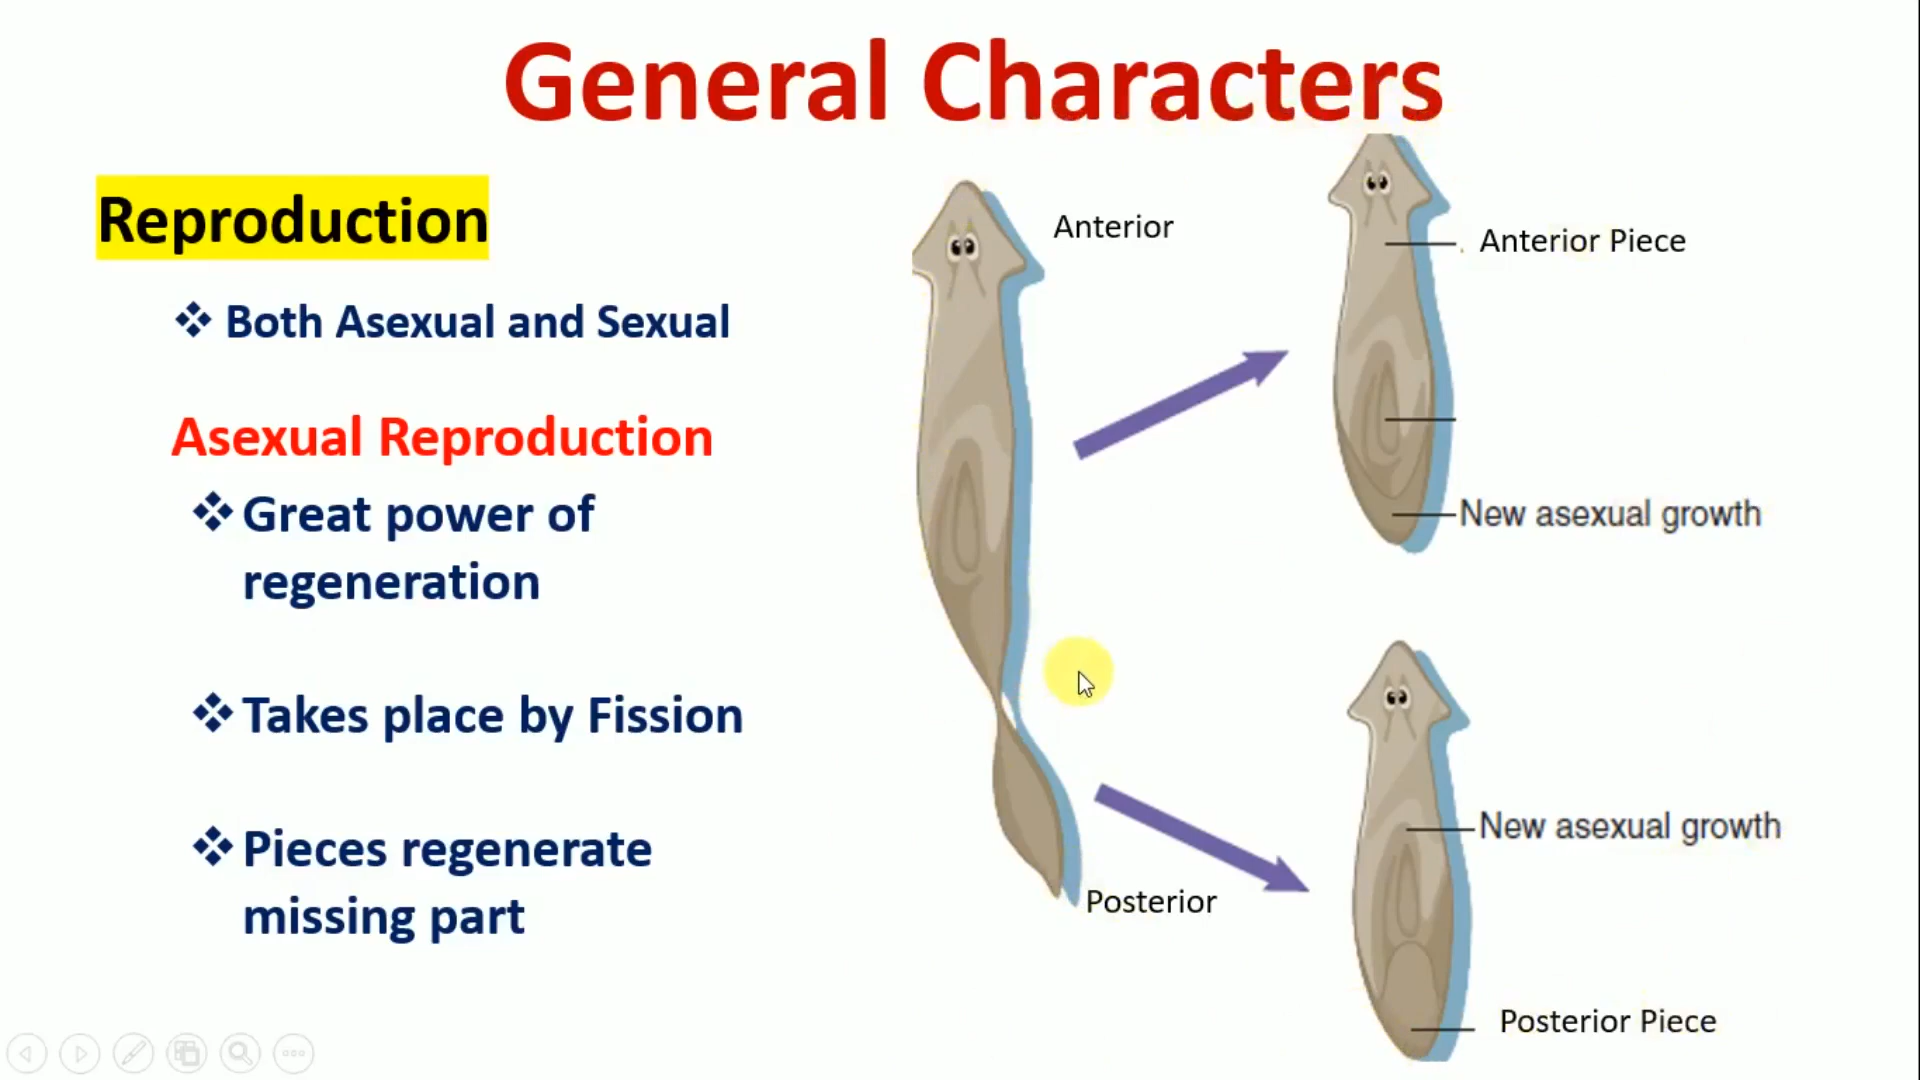 General Characters
Reproduction
❖ Both Asexual and Sexual
Asexual Reproduction
❖ Great power of
regeneration
❖ Takes place by Fission
❖ Pieces regenerate
missing part
Anterior
Posterior
Anterior Piece
New asexual growth
New asexual growth
Posterior Piece